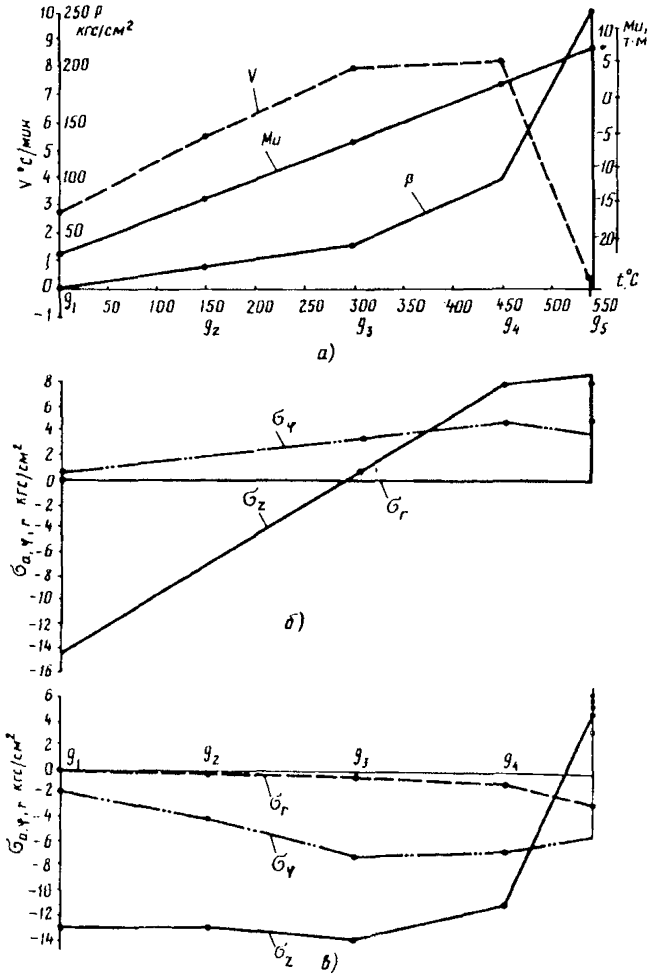 10 250 P
кгс/см²
9
8 200
7
6 150
5
4 100
3
2 50
1
0
-1
V °С/мин
V
Mu
P
Mu,
т·м
10
5
0
-5
-10
-15
-20
t,°C
g₁ 50 100 150 200 250 300 350 400 450 500 550
g₂ g₃ g₄ g₅
а)
8
6
4
2
0
-2
-4
-6
-8
-10
-12
-14
-16
σа,φ,r кгс/см²
σφ
σz
σr
б)
6
4
2
0
-2
-4
-6
-8
-10
-12
-14
σа,φ,r кгс/см²
g₁ g₂ g₃ g₄
σr
σφ
σz
в)